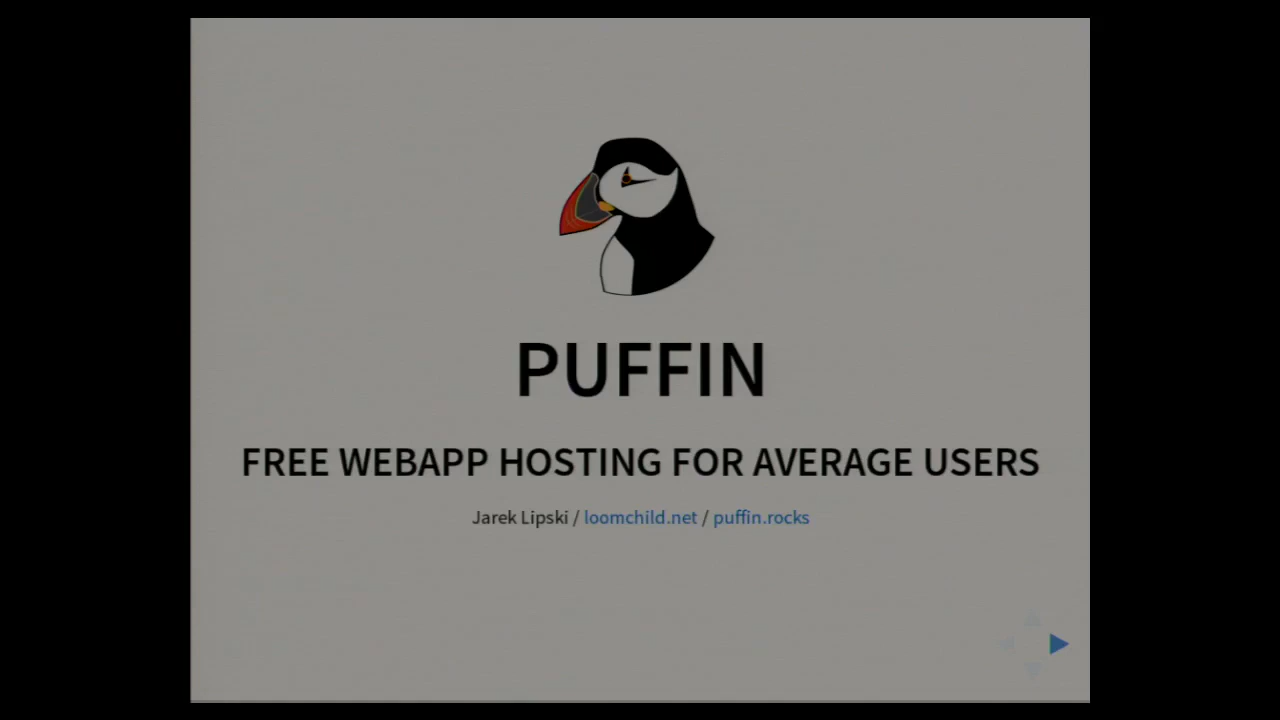 PUFFIN
FREE WEBAPP HOSTING FOR AVERAGE USERS
Jarek Lipski / loomchild.net / puffin.rocks